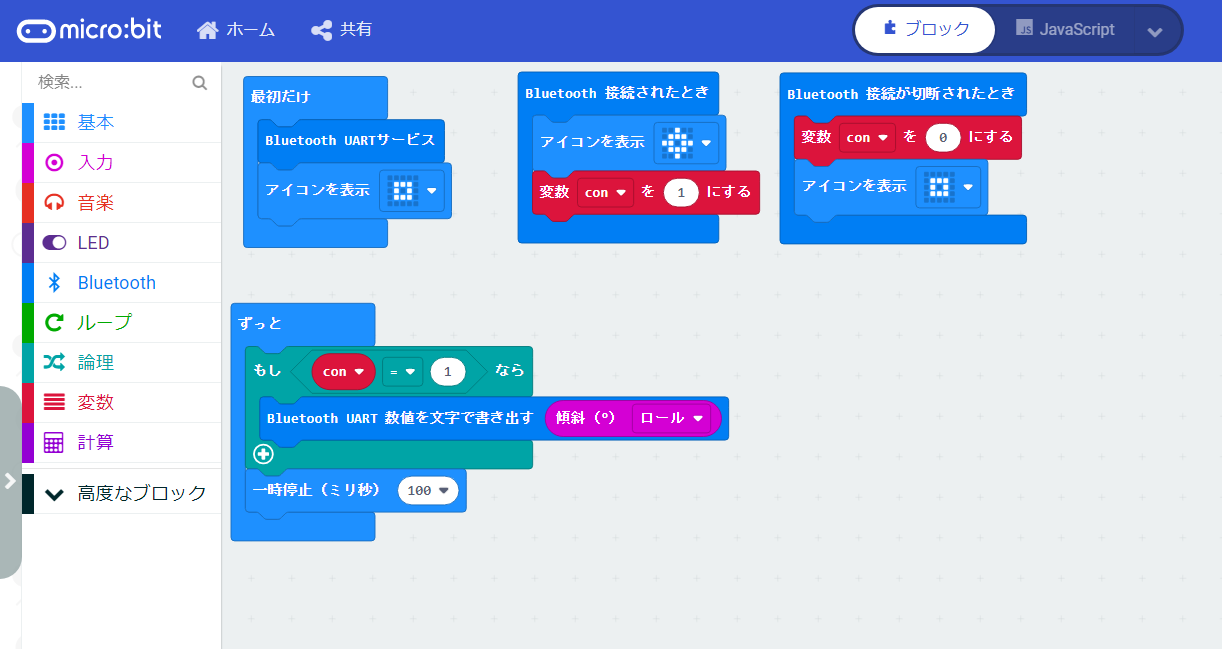 micro:bit ホーム 共有 ブロック JS JavaScript
検索...
基本
入力
音楽
LED
Bluetooth
ループ
論理
変数
計算
高度なブロック
最初だけ
Bluetooth UARTサービス
アイコンを表示
Bluetooth 接続されたとき
アイコンを表示
変数 con を 1 にする
Bluetooth 接続が切断されたとき
変数 con を 0 にする
アイコンを表示
ずっと
もし con = 1 なら
Bluetooth UART 数値を文字で書き出す 傾斜（°） ロール
一時停止（ミリ秒） 100